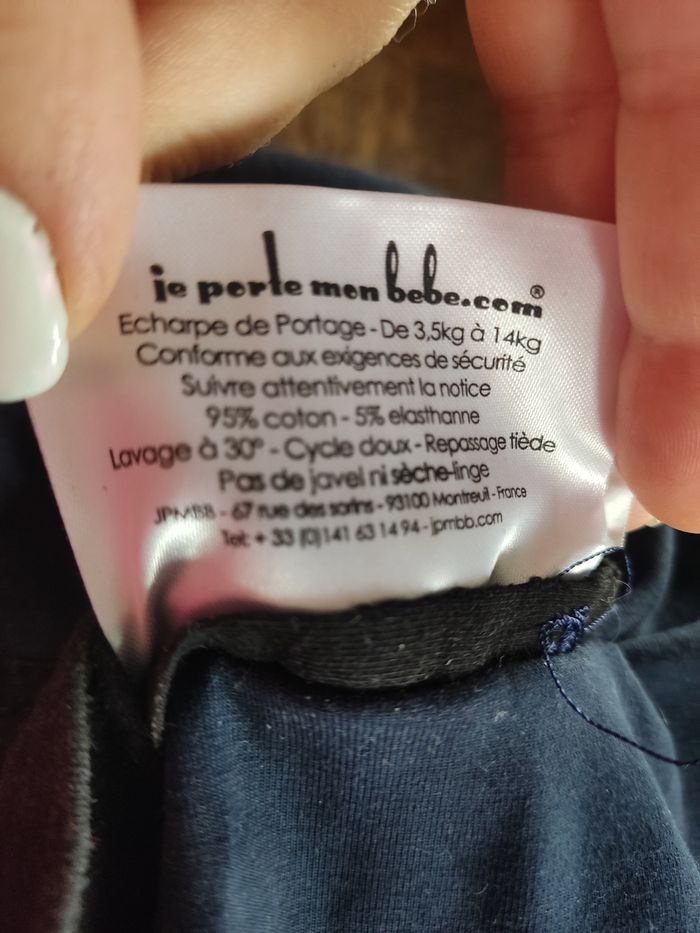 je porte mon bebe.com®
Echarpe de Portage - De 3,5kg à 14kg
Conforme aux exigences de sécurité
Suivre attentivement la notice
95% coton - 5% elasthanne
Lavage à 30° - Cycle doux - Repassage tiède
Pas de javel ni sèche-linge
JPMBB - 67 rue des sorins - 93100 Montreuil - France
Tel: + 33 (0)141 63 14 94 - jpmbb.com